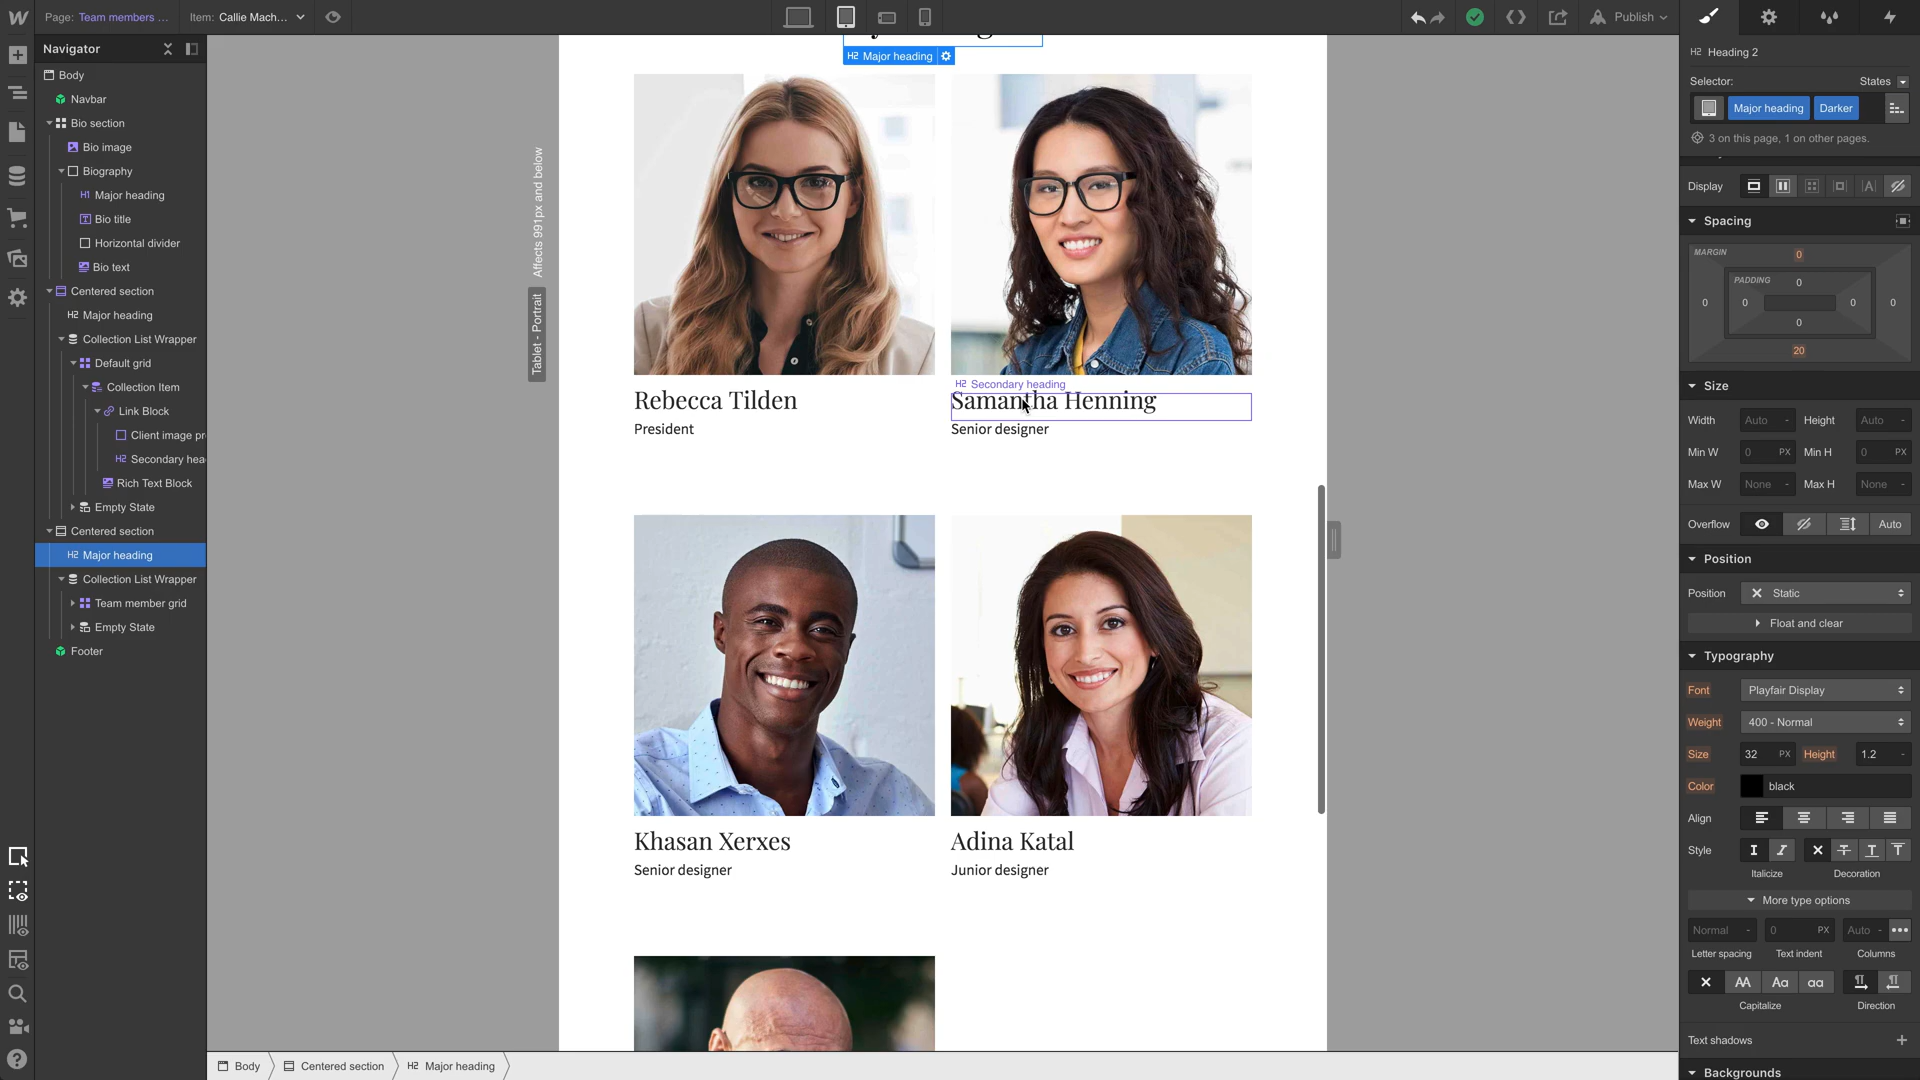 Page: Team members ...
Item: Callie Mach...
Publish
Navigator
Body
Navbar
Bio section
Bio image
Biography
H1 Major heading
Bio title
Horizontal divider
Bio text
Centered section
H2 Major heading
Collection List Wrapper
Default grid
Collection Item
Link Block
Client image pr
H2 Secondary hea
Rich Text Block
Empty State
Centered section
H2 Major heading
Collection List Wrapper
Team member grid
Empty State
Footer
Affects 991px and below
Tablet - Portrait
H2 Major heading
H2 Secondary heading
Rebecca Tilden
President
Samantha Henning
Senior designer
Khasan Xerxes
Senior designer
Adina Katal
Junior designer
Body
Centered section
H2 Major heading
H2 Heading 2
Selector:
States
Major heading
Darker
3 on this page, 1 on other pages.
Display
Spacing
MARGIN
0
PADDING
0
0 0 0 0
0
20
Size
Width Auto - Height Auto -
Min W 0 PX Min H 0 PX
Max W None - Max H None -
Overflow Auto
Position
Position Static
Float and clear
Typography
Font Playfair Display
Weight 400 - Normal
Size 32 PX Height 1.2 -
Color black
Align
Style
Italicize Decoration
More type options
Normal - 0 PX Auto -
Letter spacing Text indent Columns
AA Aa aa
Capitalize Direction
Text shadows
Backgrounds